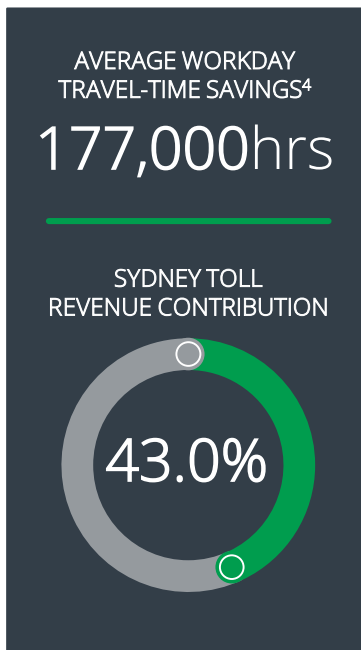 AVERAGE WORKDAY
TRAVEL-TIME SAVINGS⁴
177,000hrs
SYDNEY TOLL
REVENUE CONTRIBUTION
43.0%